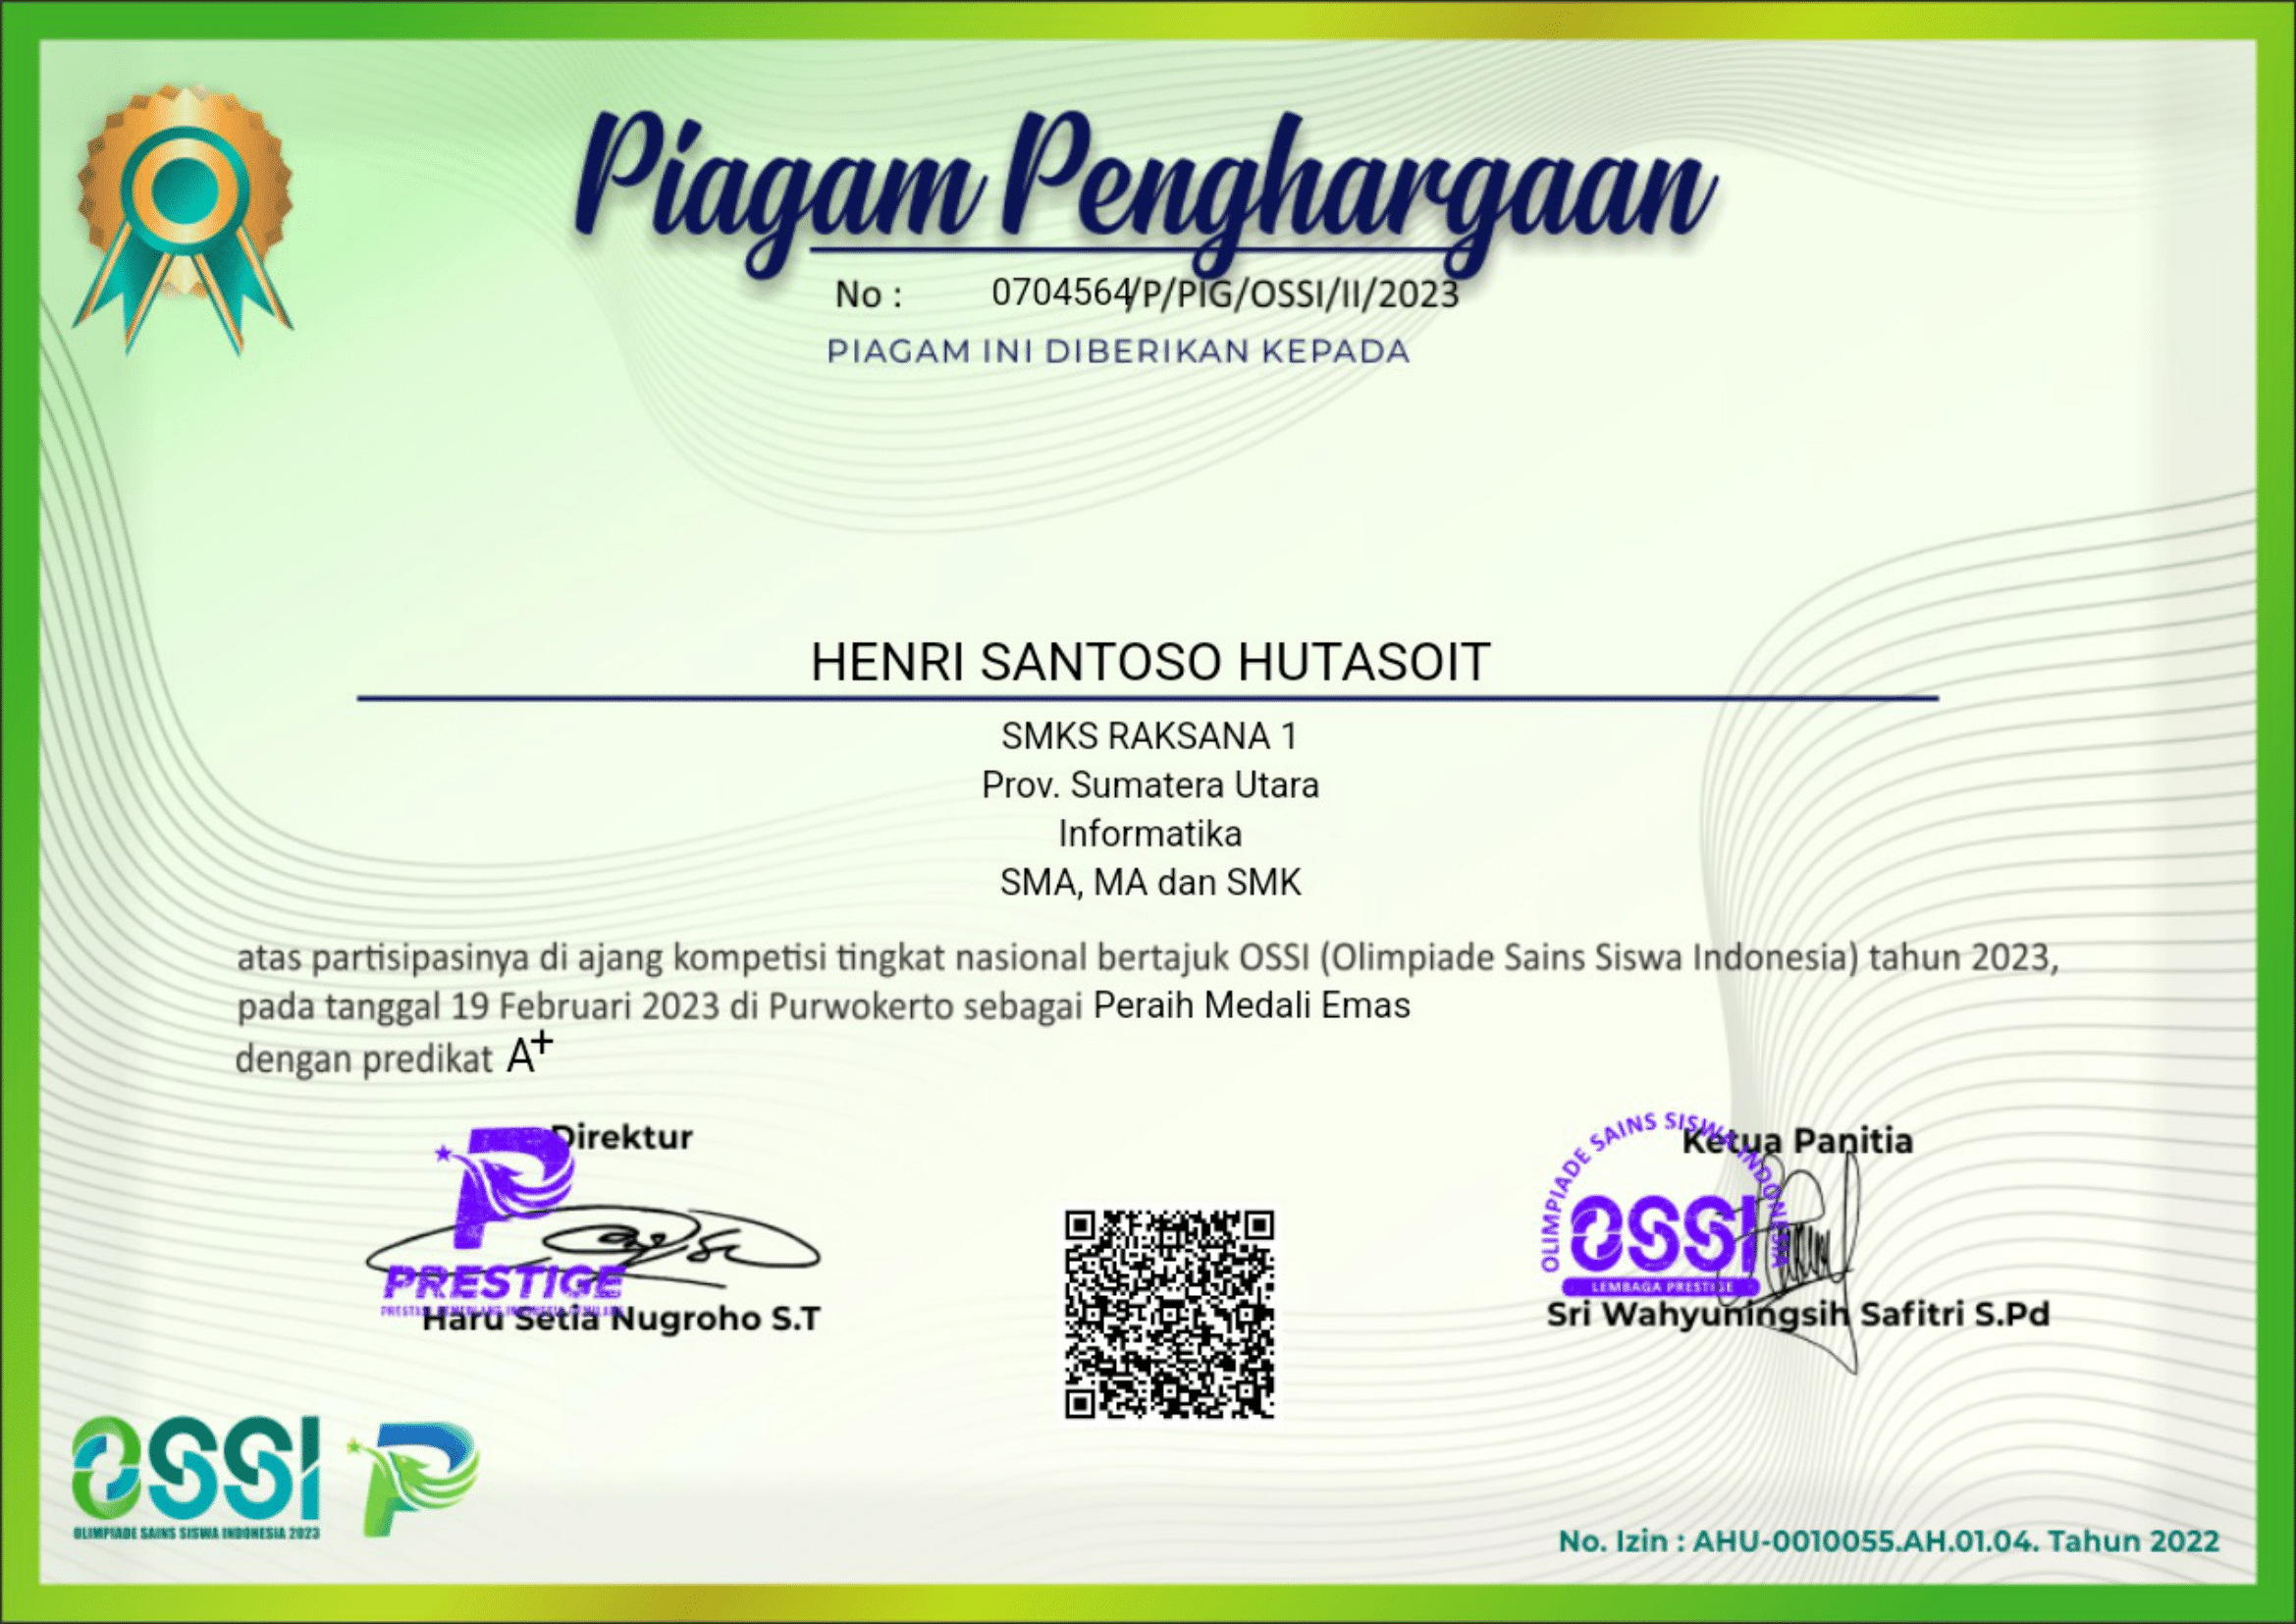 Piagam Penghargaan
No : 0704564/P/PIG/OSSI/II/2023
PIAGAM INI DIBERIKAN KEPADA
HENRI SANTOSO HUTASOIT
SMKS RAKSANA 1
Prov. Sumatera Utara
Informatika
SMA, MA dan SMK
atas partisipasinya di ajang kompetisi tingkat nasional bertajuk OSSI (Olimpiade Sains Siswa Indonesia) tahun 2023,
pada tanggal 19 Februari 2023 di Purwokerto sebagai Peraih Medali Emas
dengan predikat A+
Direktur
PRESTIGE
Haru Setia Nugroho S.T
Ketua Panitia
OLIMPIADE SAINS SISWA INDONESIA
OSSI
LEMBAGA PRESTIGE
Sri Wahyuningsih Safitri S.Pd
OSSI
OLIMPIADE SAINS SISWA INDONESIA 2023
No. Izin : AHU-0010055.AH.01.04. Tahun 2022